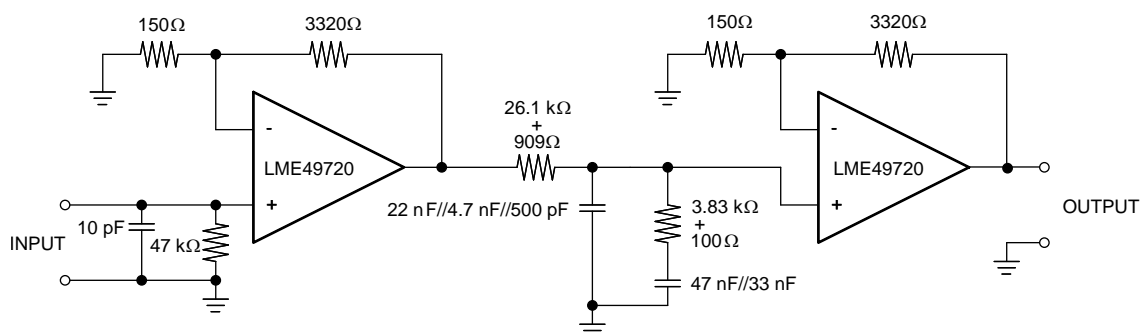 150Ω
3320Ω
150Ω
3320Ω
26.1 kΩ
+
909Ω
-
LME49720
+
-
LME49720
+
22 nF//4.7 nF//500 pF
3.83 kΩ
+
100Ω
OUTPUT
10 pF
INPUT
47 kΩ
47 nF//33 nF